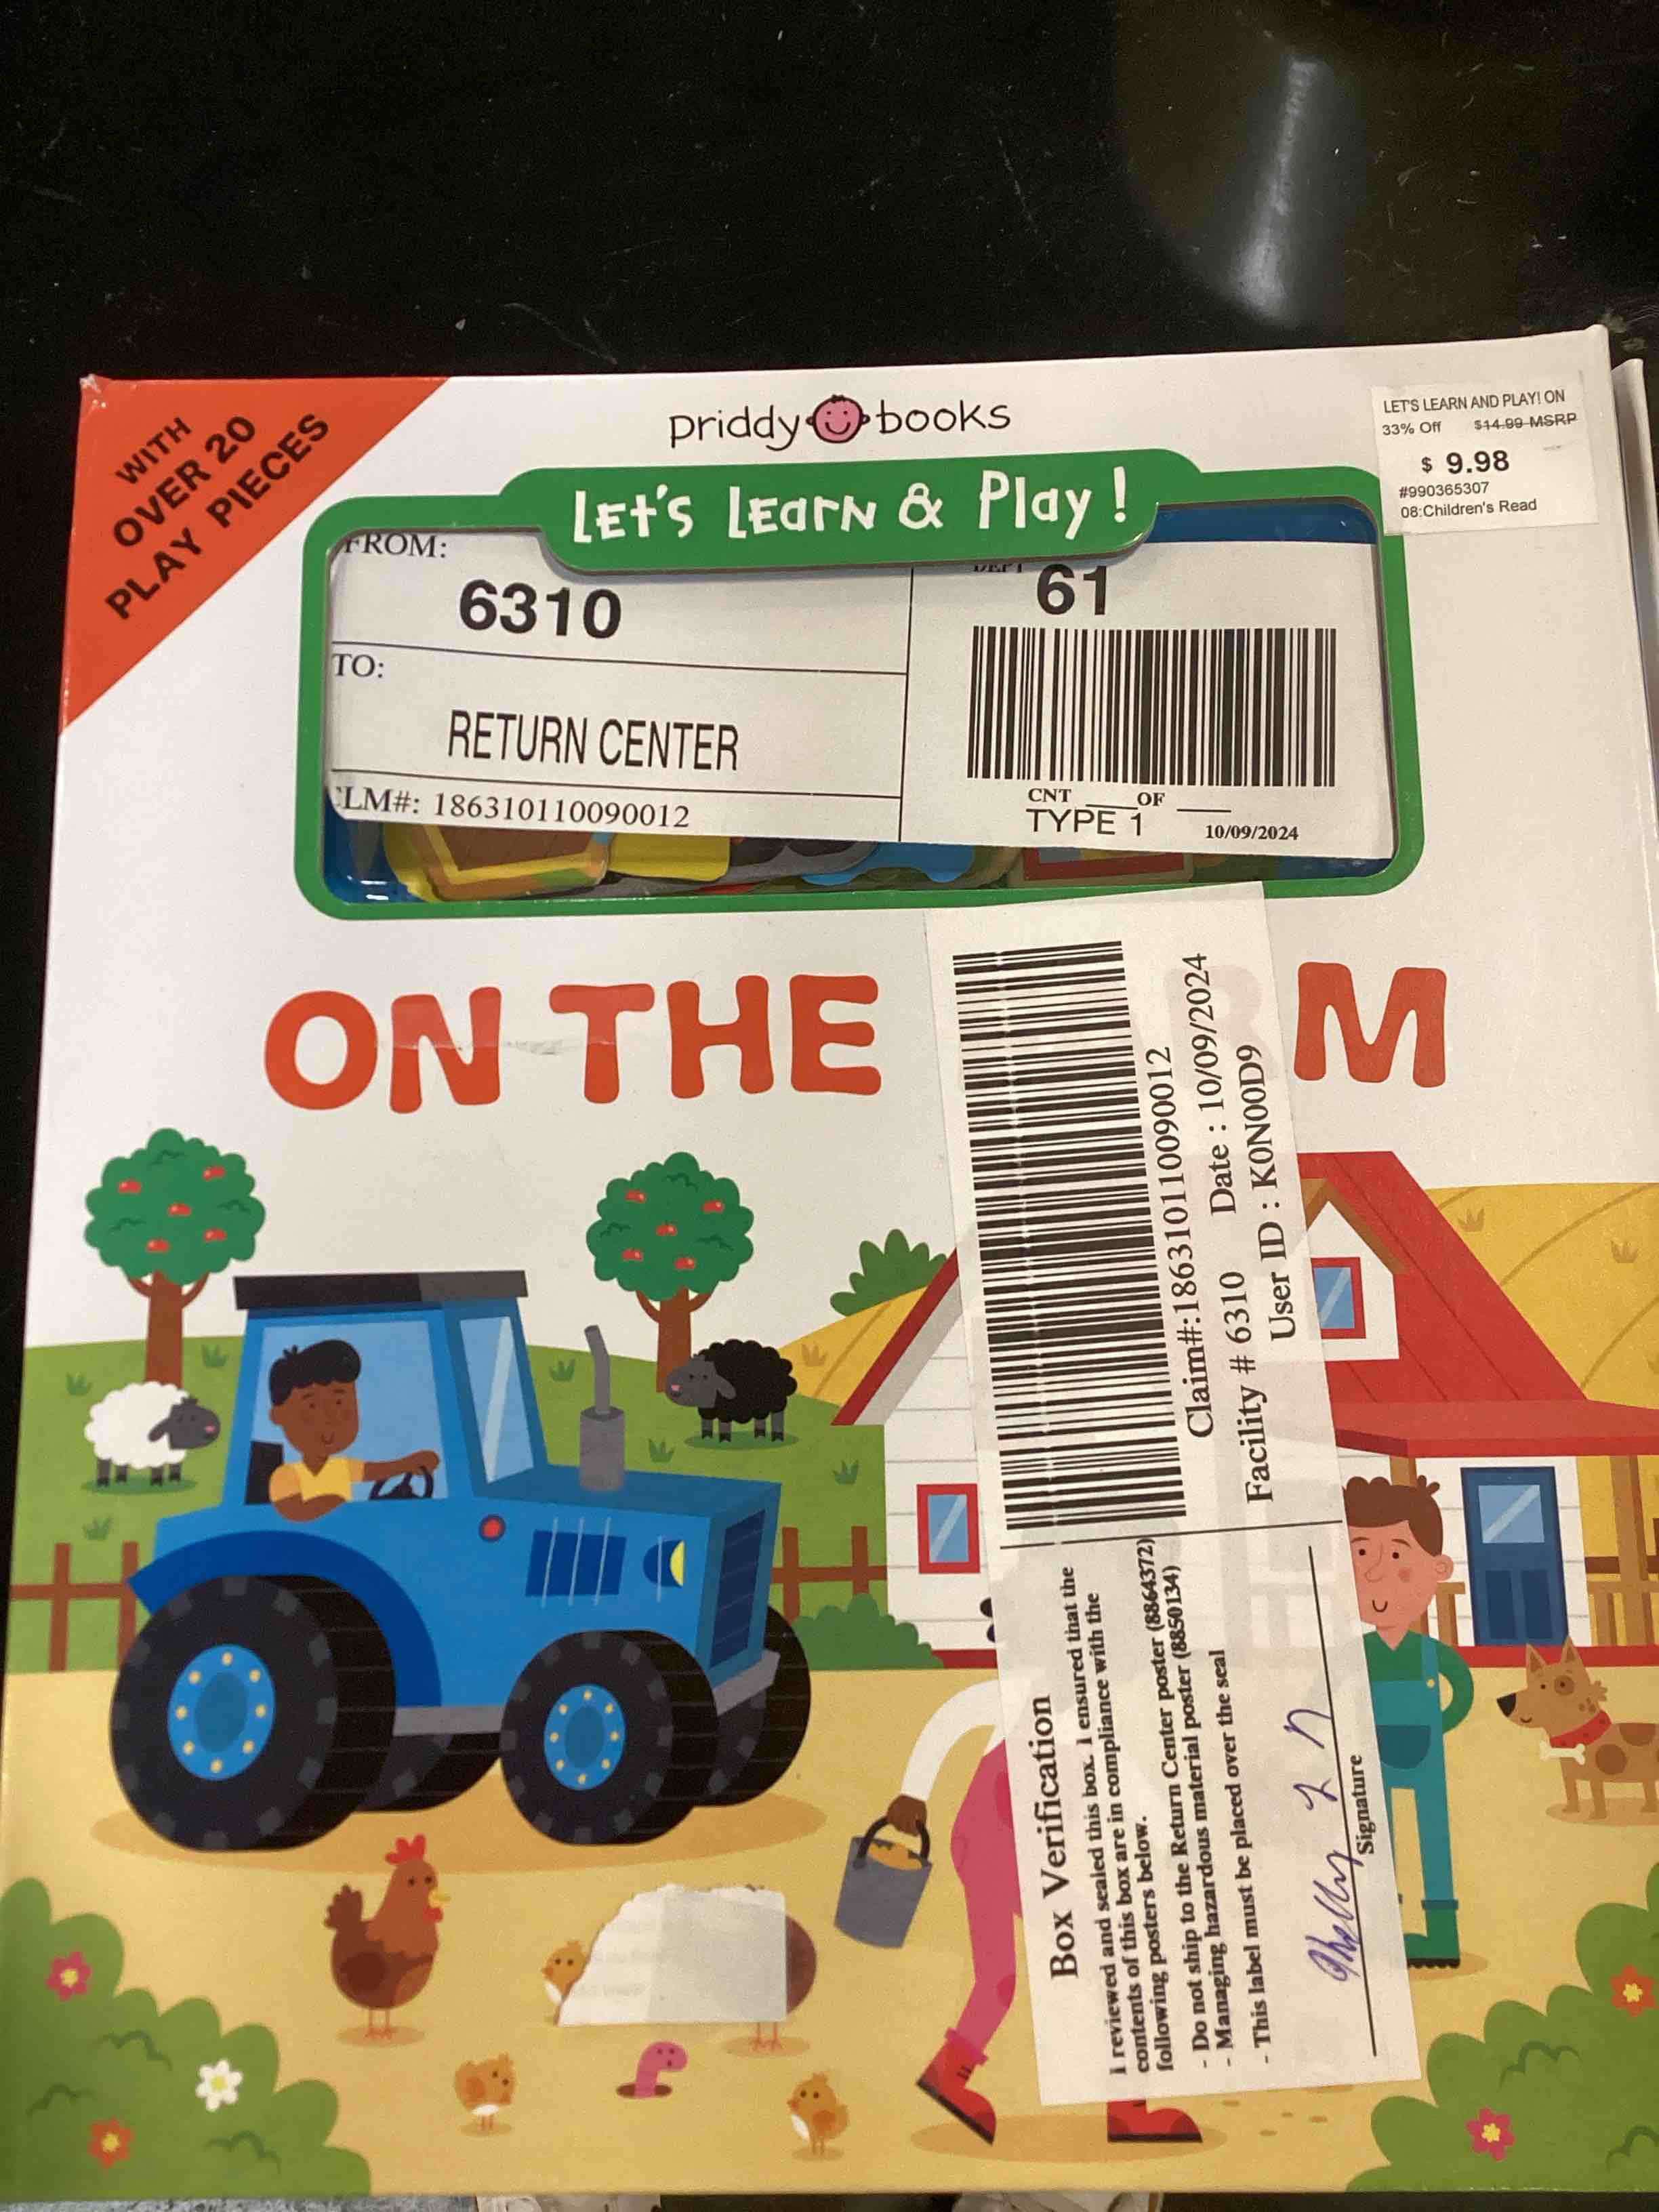 WITH
OVER 20
PLAY PIECES
priddy books
LET'S LEARN AND PLAY! ON
33% Off $14.99 MSRP
$ 9.98
#990365307
08:Children's Read
Let's Learn & Play!
FROM:
6310
TO:
RETURN CENTER
CLM#: 186310110090012
DEPT
61
CNT ____OF ____
TYPE 1 10/09/2024
ON THE
RM
Claim#:186310110090012
Facility # 6310 Date : 10/09/2024
User ID : K0N00D9
Box Verification
I reviewed and sealed this box. I ensured that the
contents of this box are in compliance with the
following posters below.
- Do not ship to the Return Center poster (8864372)
- Managing hazardous material poster (8850134)
- This label must be placed over the seal
Signature